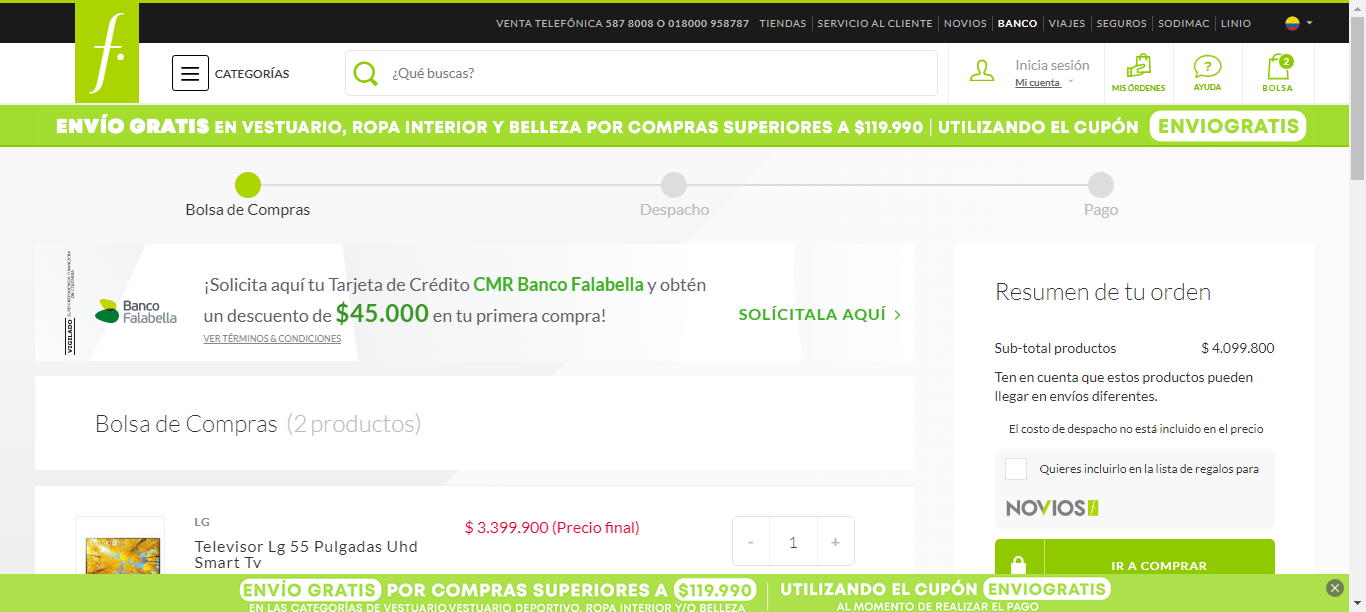 VENTA TELEFÓNICA 587 8008 O 018000 958787 TIENDAS SERVICIO AL CLIENTE NOVIOS BANCO VIAJES SEGUROS SODIMAC LINIO
f.
CATEGORÍAS
¿Qué buscas?
Inicia sesión
Mi cuenta
MIS ÓRDENES
AYUDA
2
BOLSA
ENVÍO GRATIS EN VESTUARIO, ROPA INTERIOR Y BELLEZA POR COMPRAS SUPERIORES A $119.990 | UTILIZANDO EL CUPÓN ENVIOGRATIS
Bolsa de Compras
Despacho
Pago
VIGILADO
Banco
Falabella
¡Solicita aquí tu Tarjeta de Crédito CMR Banco Falabella y obtén
un descuento de $45.000 en tu primera compra!
VER TÉRMINOS & CONDICIONES
SOLÍCITALA AQUÍ >
Bolsa de Compras (2 productos)
LG
Televisor Lg 55 Pulgadas Uhd
Smart Tv
$ 3.399.900 (Precio final)
- 1 +
Resumen de tu orden
Sub-total productos $ 4.099.800
Ten en cuenta que estos productos pueden
llegar en envíos diferentes.
El costo de despacho no está incluido en el precio
Quieres incluirlo en la lista de regalos para
NOVIOS f
IR A COMPRAR
ENVÍO GRATIS POR COMPRAS SUPERIORES A $119.990
EN LAS CATEGORÍAS DE VESTUARIO,VESTUARIO DEPORTIVO, ROPA INTERIOR Y/O BELLEZA
UTILIZANDO EL CUPÓN ENVIOGRATIS
AL MOMENTO DE REALIZAR EL PAGO